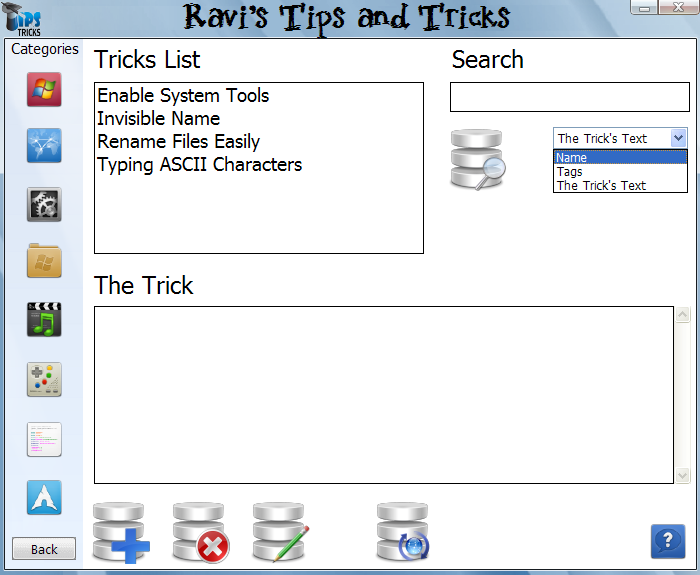 TIPS
TRICKS
Ravi's Tips and Tricks
Categories
Tricks List
Search
Enable System Tools
Invisible Name
Rename Files Easily
Typing ASCII Characters
The Trick's Text
Name
Tags
The Trick's Text
The Trick
Back
?